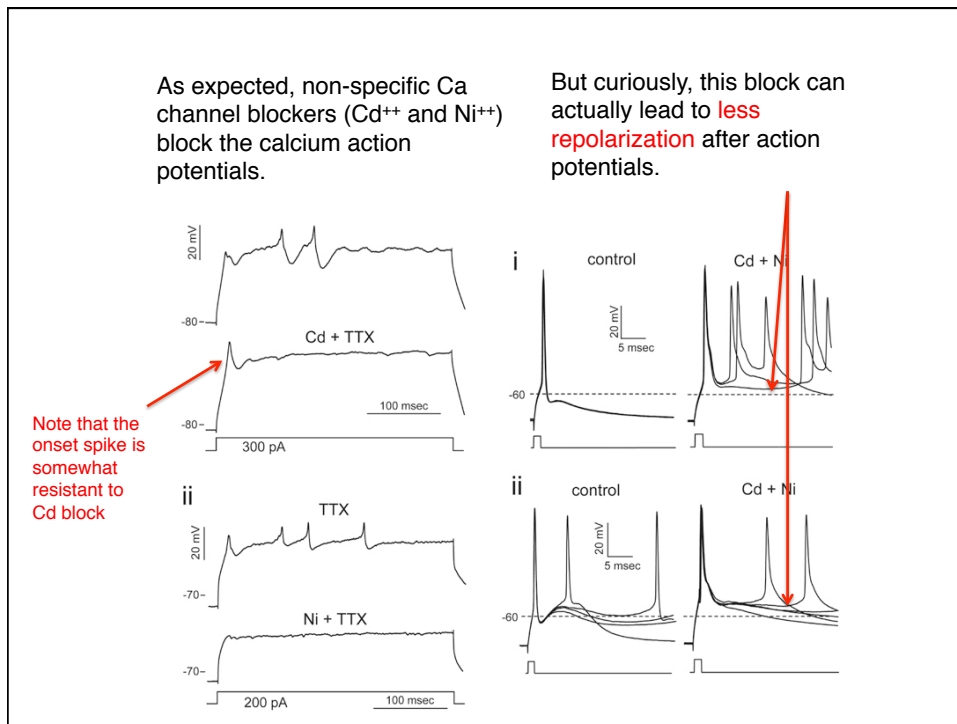 As expected, non-specific Ca
channel blockers (Cd++ and Ni++)
block the calcium action
potentials.
But curiously, this block can
actually lead to less
repolarization after action
potentials.
20 mV
-80
Cd + TTX
100 msec
-80
300 pA
Note that the
onset spike is
somewhat
resistant to
Cd block
ii
TTX
20 mV
-70
Ni + TTX
-70
200 pA
100 msec
i
control
Cd + Ni
20 mV
5 msec
-60
ii
control
Cd + Ni
20 mV
5 msec
-60